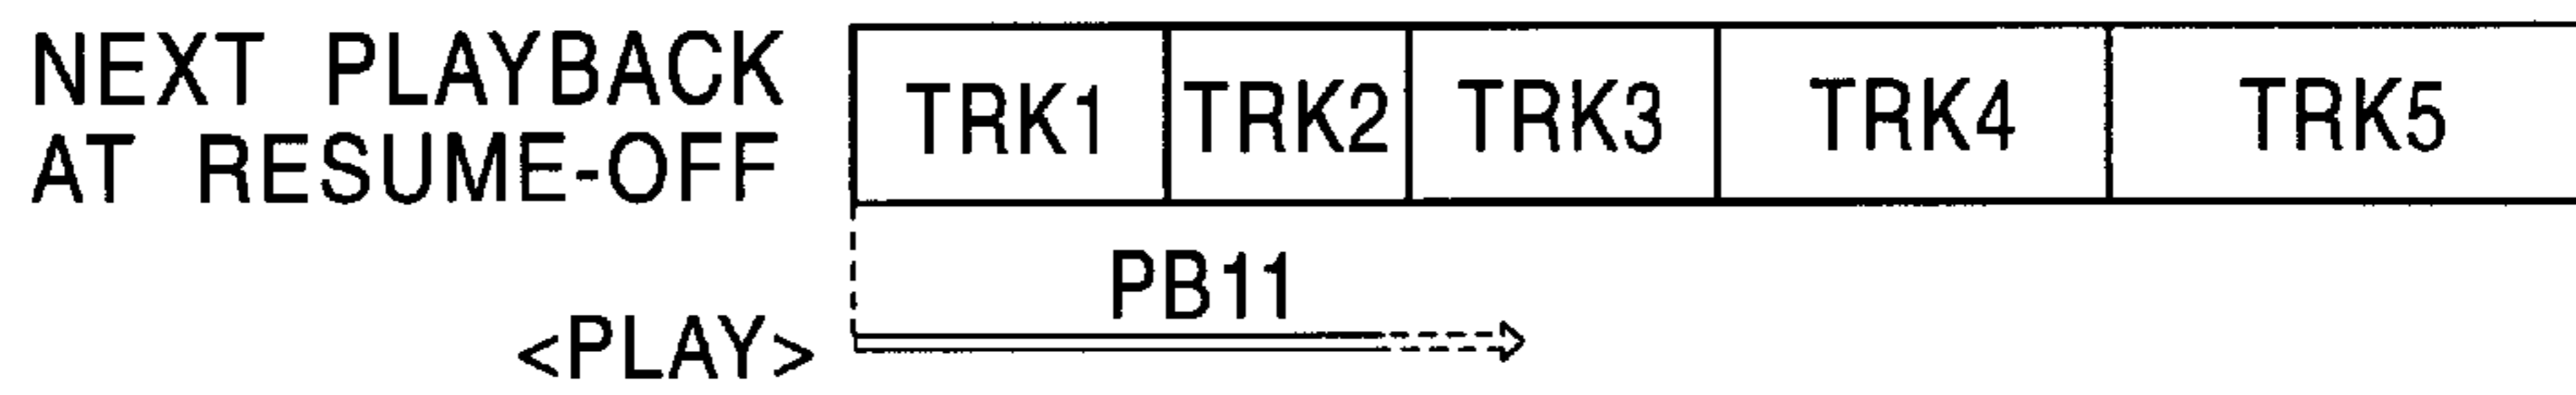 NEXT PLAYBACK
AT RESUME-OFF
TRK1 TRK2 TRK3 TRK4 TRK5
PB11
<PLAY>